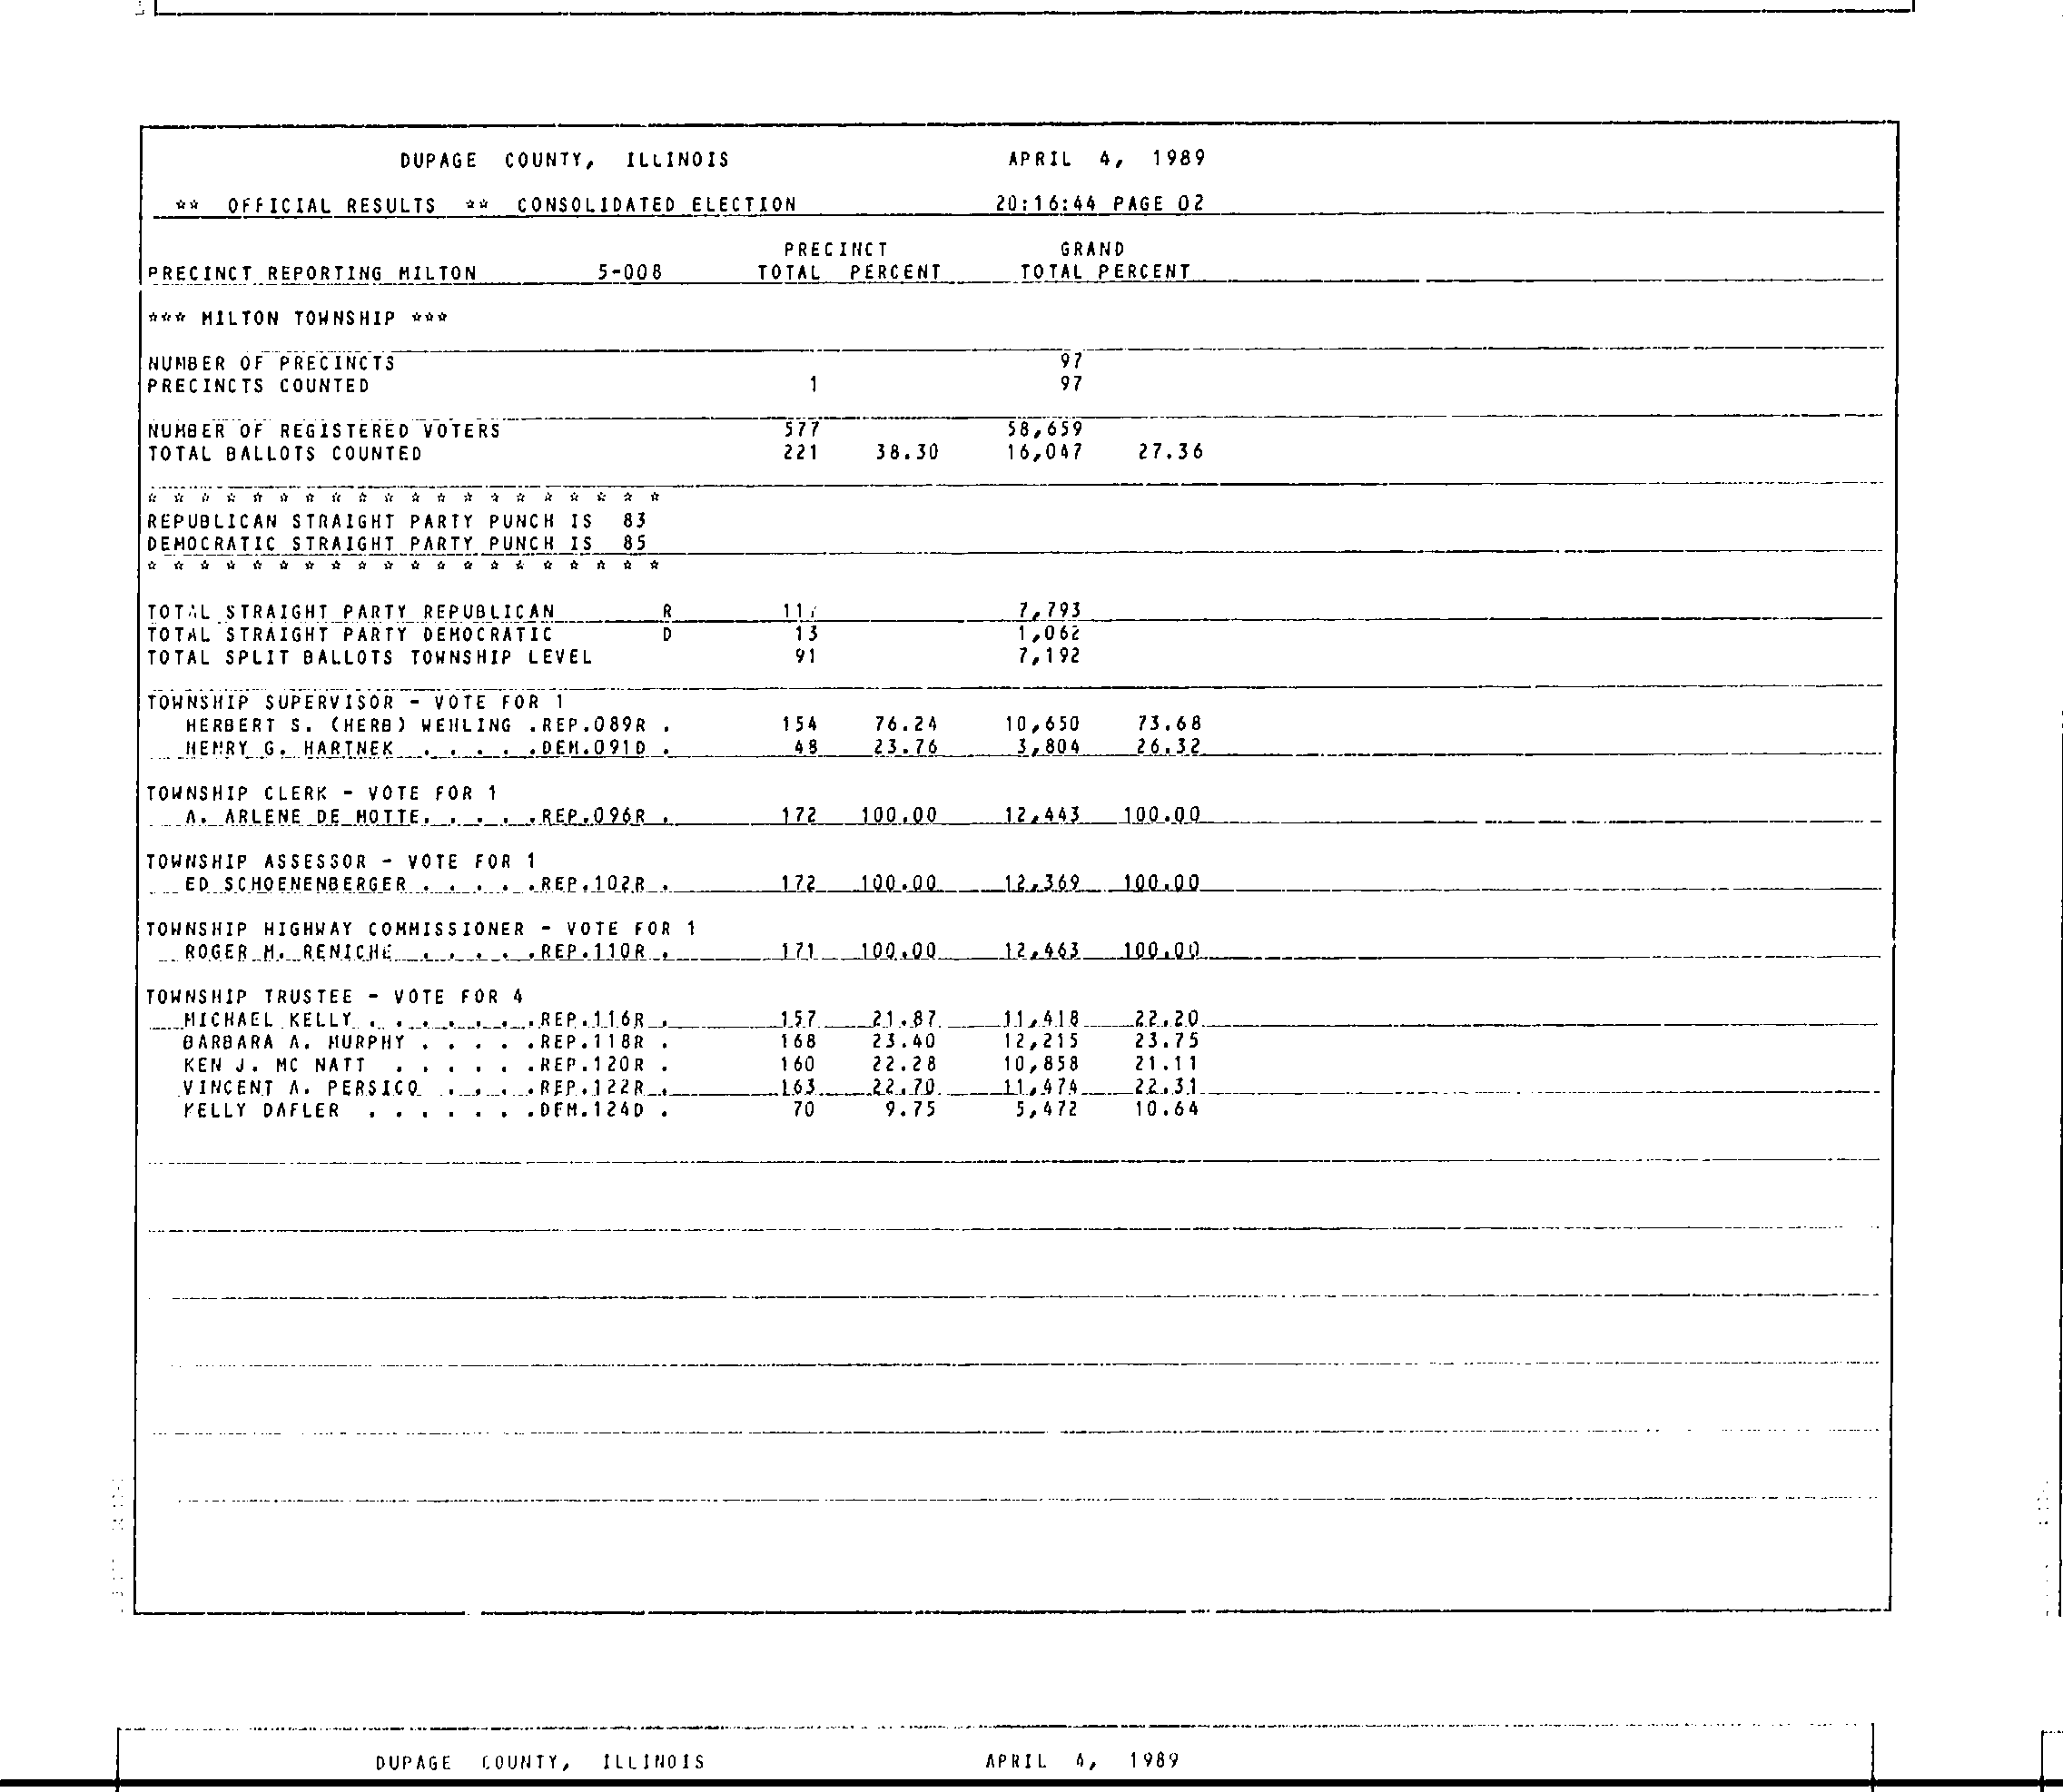 DUPAGE COUNTY, ILLINOIS APRIL 4, 1989
** OFFICIAL RESULTS ** CONSOLIDATED ELECTION 20:16:44 PAGE 02
PRECINCT GRAND
PRECINCT REPORTING MILTON 5-008 TOTAL PERCENT TOTAL PERCENT
*** MILTON TOWNSHIP ***
NUMBER OF PRECINCTS 97
PRECINCTS COUNTED 1 97
NUMBER OF REGISTERED VOTERS 577 58,659
TOTAL BALLOTS COUNTED 221 38.30 16,047 27.36
* * * * * * * * * * * * * * * * * * * *
REPUBLICAN STRAIGHT PARTY PUNCH IS 83
DEMOCRATIC STRAIGHT PARTY PUNCH IS 85
* * * * * * * * * * * * * * * * * * * *
TOTAL STRAIGHT PARTY REPUBLICAN R 7,793
TOTAL STRAIGHT PARTY DEMOCRATIC D 13 1,062
TOTAL SPLIT BALLOTS TOWNSHIP LEVEL 91 7,192
TOWNSHIP SUPERVISOR - VOTE FOR 1
HERBERT S. (HERB) WEHLING .REP.089R . 154 76.24 10,650 73.68
HENRY G. HARTNEK . . . . .DEM.091D . 48 23.76 3,804 26.32
TOWNSHIP CLERK - VOTE FOR 1
A. ARLENE DE MOTTE. . . . .REP.096R . 172 100.00 12,443 100.00
TOWNSHIP ASSESSOR - VOTE FOR 1
ED SCHOENENBERGER . . . . .REP.102R . 172 100.00 12,369 100.00
TOWNSHIP HIGHWAY COMMISSIONER - VOTE FOR 1
ROGER M. RENICHE . . . . .REP.110R . 171 100.00 12,463 100.00
TOWNSHIP TRUSTEE - VOTE FOR 4
MICHAEL KELLY . . . . . . .REP.116R . 157 21.87 11,418 22.20
BARBARA A. MURPHY . . . . .REP.118R . 168 23.40 12,215 23.75
KEN J. MC NATT . . . . . .REP.120R . 160 22.28 10,858 21.11
VINCENT A. PERSICO . . . .REP.122R . 163 22.70 11,474 22.31
KELLY DAFLER . . . . . . .DEM.124D . 70 9.75 5,472 10.64
DUPAGE COUNTY, ILLINOIS APRIL 4, 1989